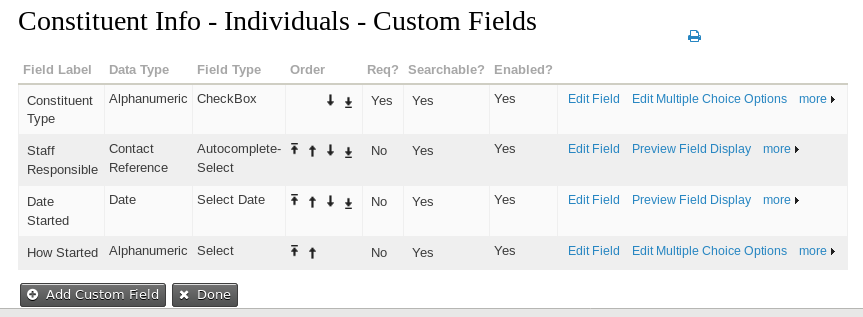 Constituent Info - Individuals - Custom Fields
Field Label Data Type Field Type Order Req? Searchable? Enabled?
Constituent Type Alphanumeric CheckBox Yes Yes Yes Edit Field Edit Multiple Choice Options more
Staff Responsible Contact Reference Autocomplete-Select No Yes Yes Edit Field Preview Field Display more
Date Started Date Select Date No Yes Yes Edit Field Preview Field Display more
How Started Alphanumeric Select No Yes Yes Edit Field Edit Multiple Choice Options more
Add Custom Field Done